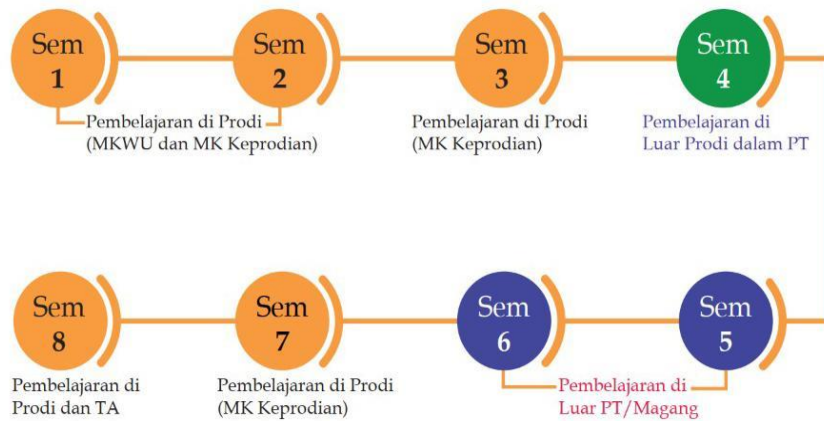 Sem
1
Sem
2
Sem
3
Sem
4
Pembelajaran di Prodi
(MKWU dan MK Keprodian)
Pembelajaran di Prodi
(MK Keprodian)
Pembelajaran di
Luar Prodi dalam PT
Sem
8
Sem
7
Sem
6
Sem
5
Pembelajaran di
Prodi dan TA
Pembelajaran di Prodi
(MK Keprodian)
Pembelajaran di
Luar PT/Magang